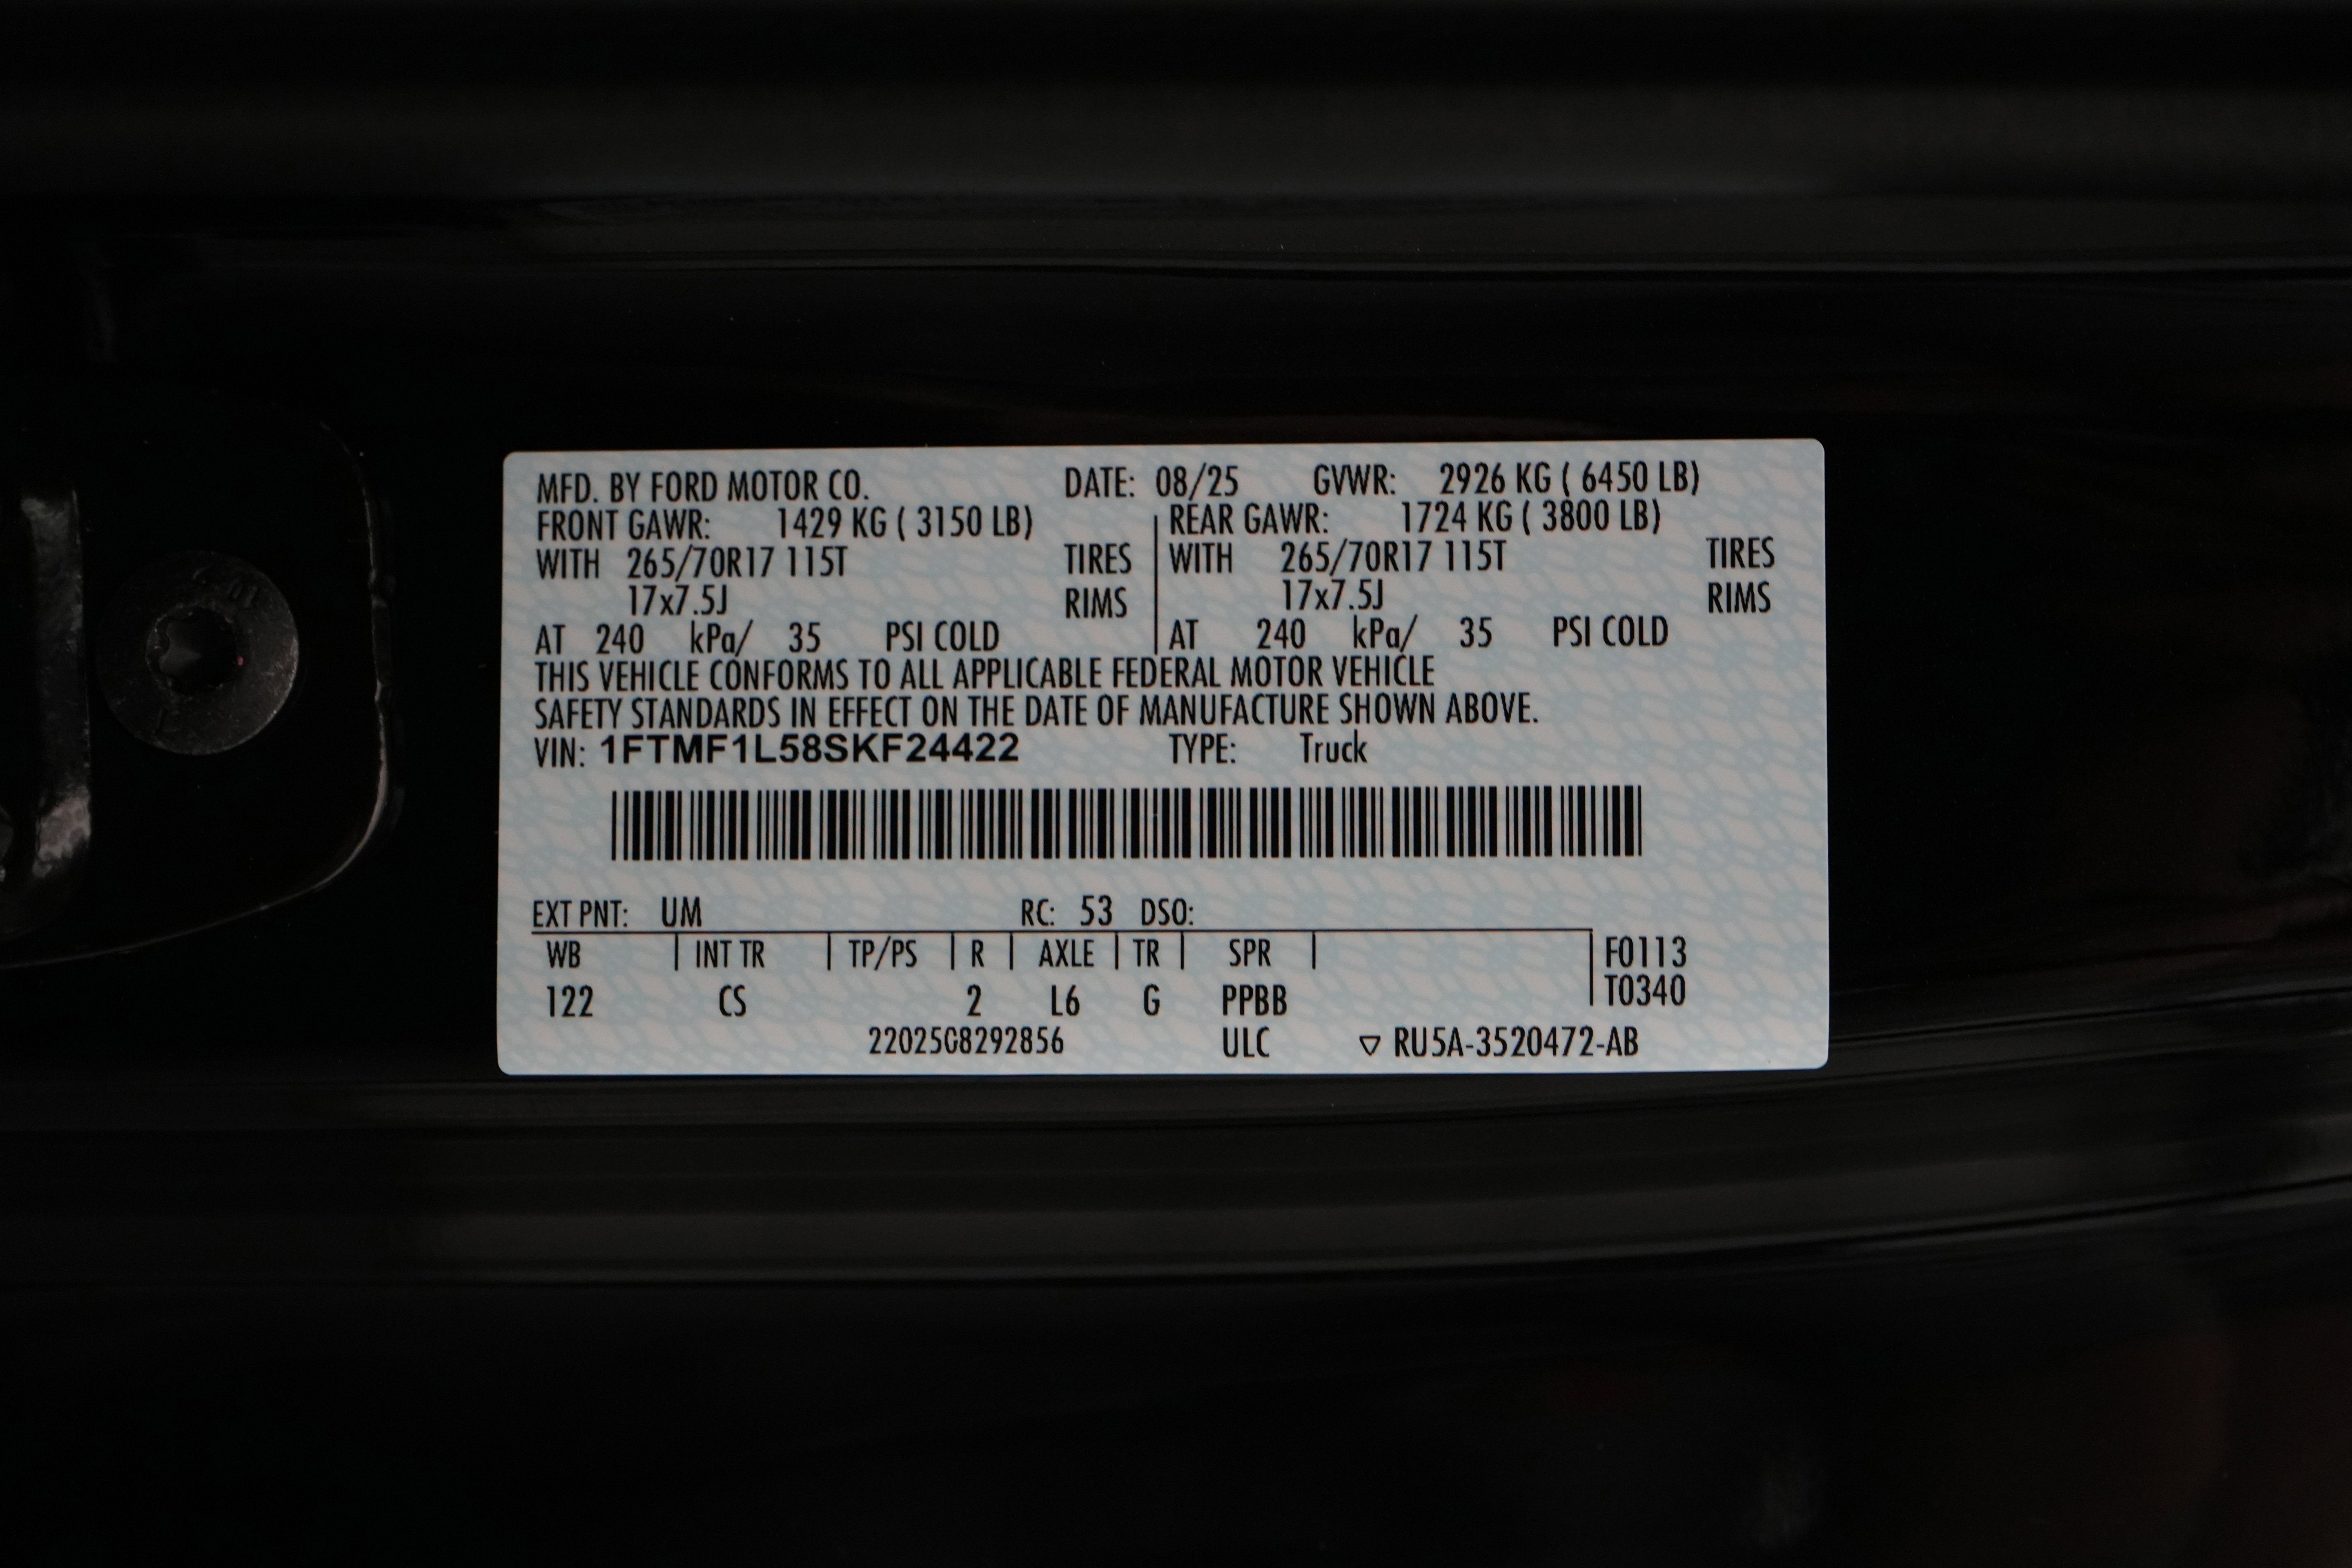 MFD. BY FORD MOTOR CO. DATE: 08/25 GVWR: 2926 KG ( 6450 LB)
FRONT GAWR: 1429 KG ( 3150 LB) REAR GAWR: 1724 KG ( 3800 LB)
WITH 265/70R17 115T TIRES WITH 265/70R17 115T TIRES
17x7.5J RIMS 17x7.5J RIMS
AT 240 kPa/ 35 PSI COLD AT 240 kPa/ 35 PSI COLD
THIS VEHICLE CONFORMS TO ALL APPLICABLE FEDERAL MOTOR VEHICLE
SAFETY STANDARDS IN EFFECT ON THE DATE OF MANUFACTURE SHOWN ABOVE.
VIN: 1FTMF1L58SKF24422 TYPE: Truck
EXT PNT: UM RC: 53 DSO:
WB INT TR TP/PS R AXLE TR SPR F0113
122 CS 2 L6 G PPBB T0340
2202508292856 ULC ▽ RU5A-3520472-AB